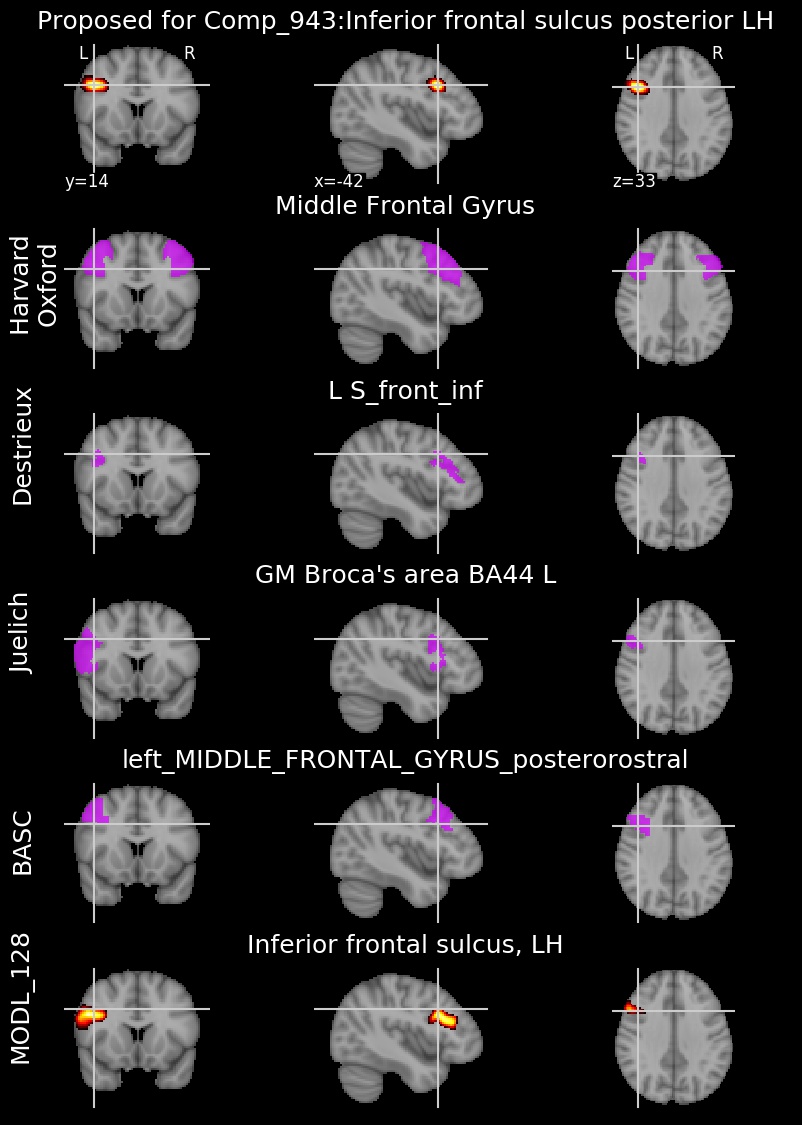 Proposed for Comp_943:Inferior frontal sulcus posterior LH
L R L R
y=14 x=-42 z=33
Middle Frontal Gyrus
Harvard
Oxford
L S_front_inf
Destrieux
GM Broca's area BA44 L
Juelich
left_MIDDLE_FRONTAL_GYRUS_posterorostral
BASC
Inferior frontal sulcus, LH
MODL_128